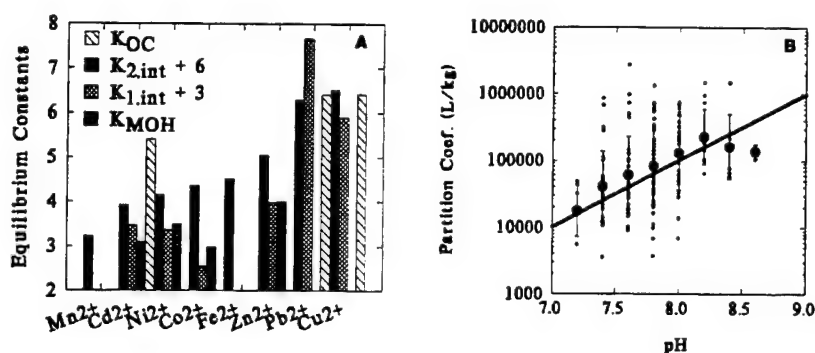 A
Equilibrium Constants
8
7
6
5
4
3
2
K_OC
K_2,int + 6
K_1,int + 3
K_MOH
Mn2+ Cd2+ Ni2+ Co2+ Fe2+ Zn2+ Pb2+ Cu2+
B
Partition Coef. (L/kg)
10000000
1000000
100000
10000
1000
7.0 7.5 8.0 8.5 9.0
pH